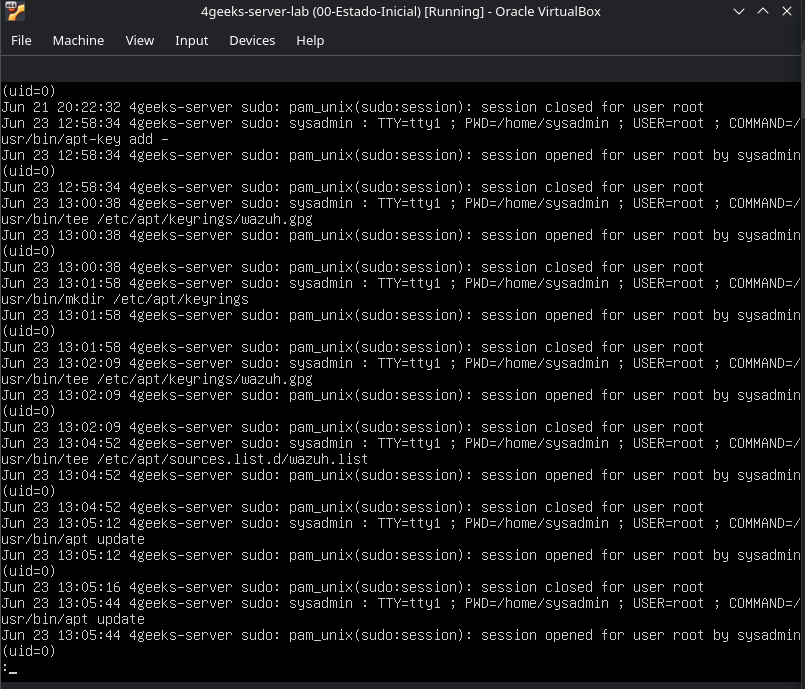 4geeks-server-lab (00-Estado-Inicial) [Running] - Oracle VirtualBox
File Machine View Input Devices Help
(uid=0)
Jun 21 20:22:32 4geeks-server sudo: pam_unix(sudo:session): session closed for user root
Jun 23 12:58:34 4geeks-server sudo: sysadmin : TTY=tty1 ; PWD=/home/sysadmin ; USER=root ; COMMAND=/
usr/bin/apt-key add -
Jun 23 12:58:34 4geeks-server sudo: pam_unix(sudo:session): session opened for user root by sysadmin
(uid=0)
Jun 23 12:58:34 4geeks-server sudo: pam_unix(sudo:session): session closed for user root
Jun 23 13:00:38 4geeks-server sudo: sysadmin : TTY=tty1 ; PWD=/home/sysadmin ; USER=root ; COMMAND=/
usr/bin/tee /etc/apt/keyrings/wazuh.gpg
Jun 23 13:00:38 4geeks-server sudo: pam_unix(sudo:session): session opened for user root by sysadmin
(uid=0)
Jun 23 13:00:38 4geeks-server sudo: pam_unix(sudo:session): session closed for user root
Jun 23 13:01:58 4geeks-server sudo: sysadmin : TTY=tty1 ; PWD=/home/sysadmin ; USER=root ; COMMAND=/
usr/bin/mkdir /etc/apt/keyrings
Jun 23 13:01:58 4geeks-server sudo: pam_unix(sudo:session): session opened for user root by sysadmin
(uid=0)
Jun 23 13:01:58 4geeks-server sudo: pam_unix(sudo:session): session closed for user root
Jun 23 13:02:09 4geeks-server sudo: sysadmin : TTY=tty1 ; PWD=/home/sysadmin ; USER=root ; COMMAND=/
usr/bin/tee /etc/apt/keyrings/wazuh.gpg
Jun 23 13:02:09 4geeks-server sudo: pam_unix(sudo:session): session opened for user root by sysadmin
(uid=0)
Jun 23 13:02:09 4geeks-server sudo: pam_unix(sudo:session): session closed for user root
Jun 23 13:04:52 4geeks-server sudo: sysadmin : TTY=tty1 ; PWD=/home/sysadmin ; USER=root ; COMMAND=/
usr/bin/tee /etc/apt/sources.list.d/wazuh.list
Jun 23 13:04:52 4geeks-server sudo: pam_unix(sudo:session): session opened for user root by sysadmin
(uid=0)
Jun 23 13:04:52 4geeks-server sudo: pam_unix(sudo:session): session closed for user root
Jun 23 13:05:12 4geeks-server sudo: sysadmin : TTY=tty1 ; PWD=/home/sysadmin ; USER=root ; COMMAND=/
usr/bin/apt update
Jun 23 13:05:12 4geeks-server sudo: pam_unix(sudo:session): session opened for user root by sysadmin
(uid=0)
Jun 23 13:05:16 4geeks-server sudo: pam_unix(sudo:session): session closed for user root
Jun 23 13:05:44 4geeks-server sudo: sysadmin : TTY=tty1 ; PWD=/home/sysadmin ; USER=root ; COMMAND=/
usr/bin/apt update
Jun 23 13:05:44 4geeks-server sudo: pam_unix(sudo:session): session opened for user root by sysadmin
(uid=0)
:_